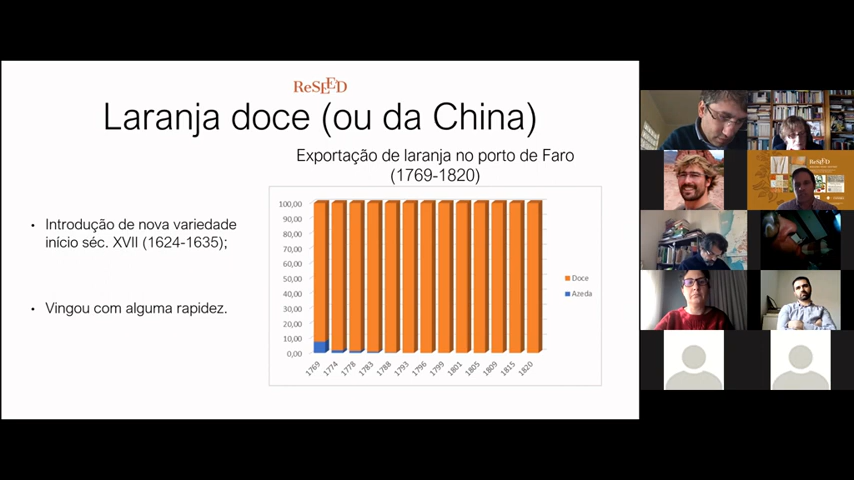 ReSEED
Laranja doce (ou da China)
Exportação de laranja no porto de Faro
(1769-1820)
• Introdução de nova variedade
início séc. XVII (1624-1635);
• Vingou com alguma rapidez.
100,00
90,00
80,00
70,00
60,00
50,00
40,00
30,00
20,00
10,00
0,00
1769 1774 1778 1783 1788 1793 1796 1799 1801 1805 1809 1815 1820
Doce
Azeda
ReSEED